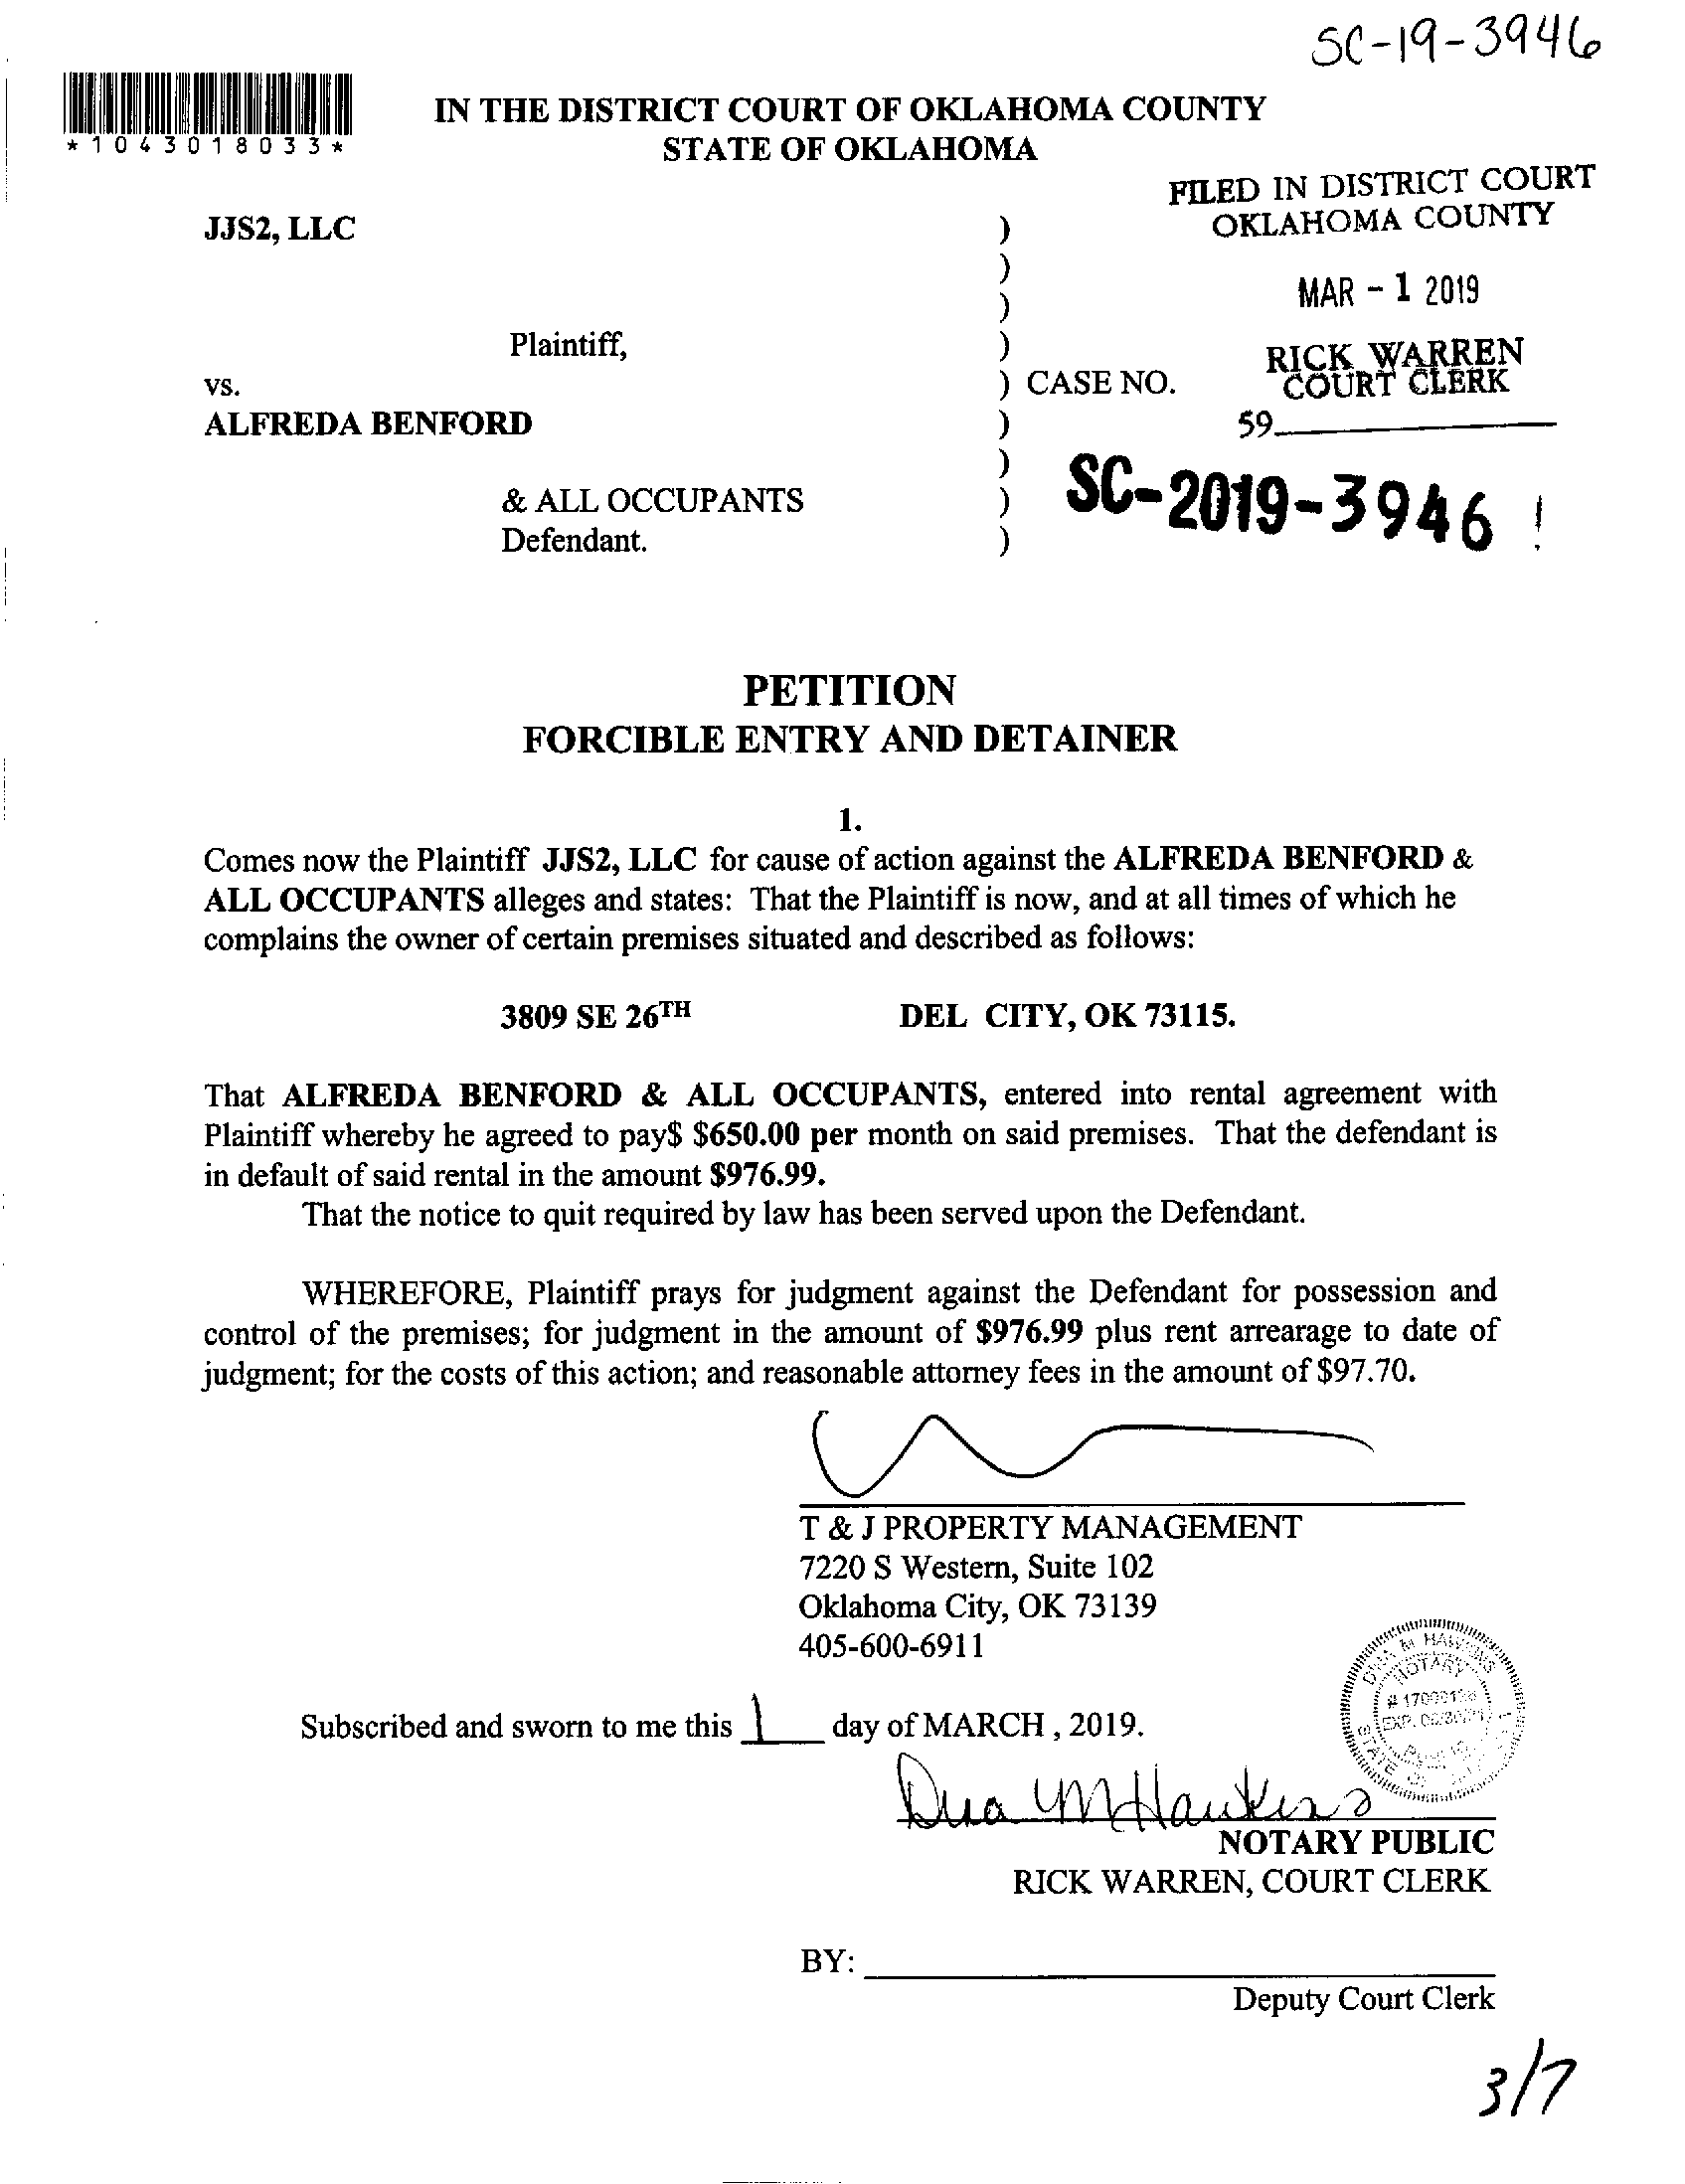 SC-19-3946
*1043018033*
IN THE DISTRICT COURT OF OKLAHOMA COUNTY
STATE OF OKLAHOMA
FILED IN DISTRICT COURT
OKLAHOMA COUNTY
JJS2, LLC )
)
MAR - 1 2019
)
Plaintiff, )
RICK WARREN
COURT CLERK
vs. ) CASE NO.
ALFREDA BENFORD )
59
)
& ALL OCCUPANTS )
SC-2019-3946
Defendant. )
PETITION
FORCIBLE ENTRY AND DETAINER
1.
Comes now the Plaintiff JJS2, LLC for cause of action against the ALFREDA BENFORD &
ALL OCCUPANTS alleges and states: That the Plaintiff is now, and at all times of which he
complains the owner of certain premises situated and described as follows:
3809 SE 26TH DEL CITY, OK 73115.
That ALFREDA BENFORD & ALL OCCUPANTS, entered into rental agreement with
Plaintiff whereby he agreed to pay$ $650.00 per month on said premises. That the defendant is
in default of said rental in the amount $976.99.
That the notice to quit required by law has been served upon the Defendant.
WHEREFORE, Plaintiff prays for judgment against the Defendant for possession and
control of the premises; for judgment in the amount of $976.99 plus rent arrearage to date of
judgment; for the costs of this action; and reasonable attorney fees in the amount of $97.70.
T & J PROPERTY MANAGEMENT
7220 S Western, Suite 102
Oklahoma City, OK 73139
405-600-6911
M HAWKINS
NOTARY
STATE OF
Subscribed and sworn to me this 1 day of MARCH , 2019.
M Hawkins
NOTARY PUBLIC
RICK WARREN, COURT CLERK
BY:
Deputy Court Clerk
3/7